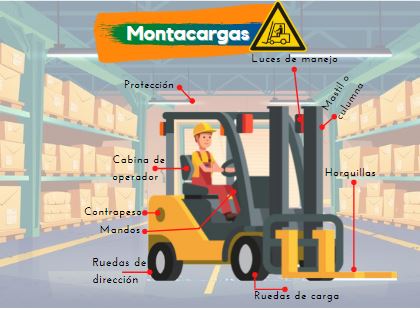 Montacargas
Luces de manejo
Protección
Mastil o
columna
Cabina de
operador
Horquillas
Contrapeso
Mandos
Ruedas de
dirección
Ruedas de carga